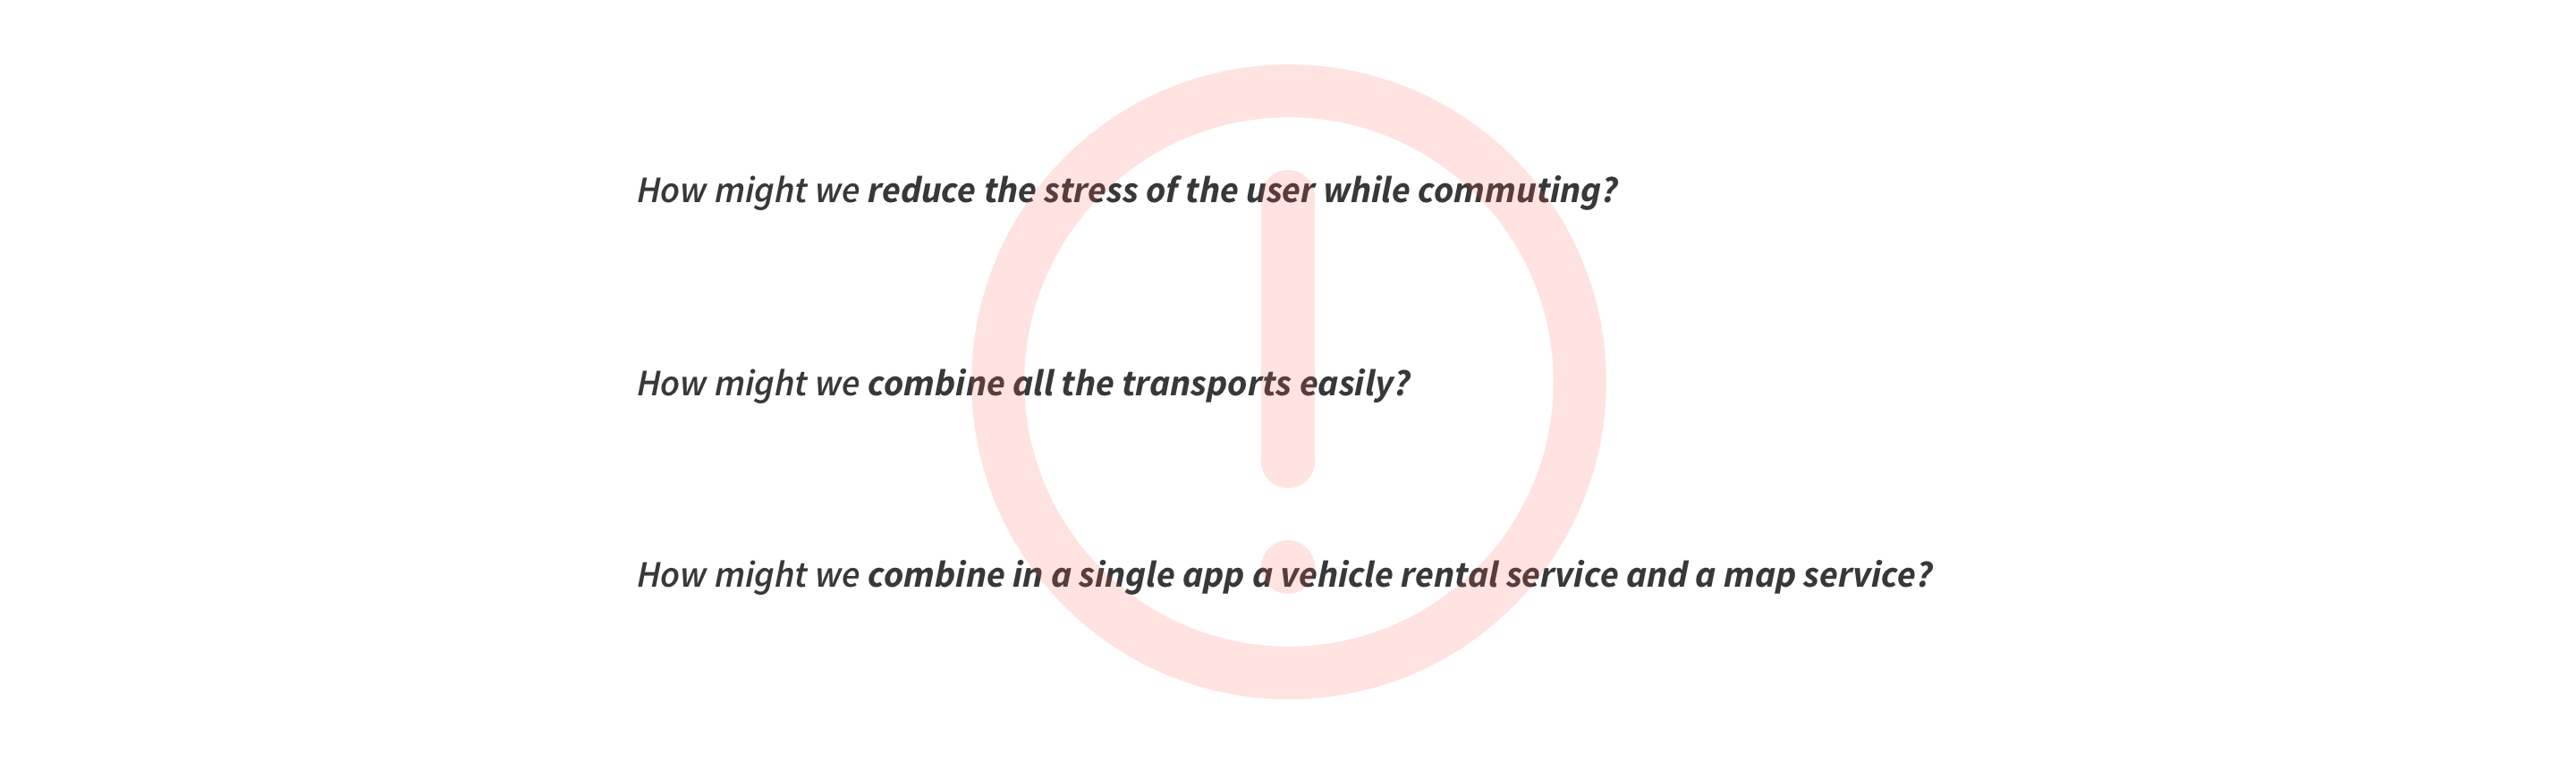 How might we reduce the stress of the user while commuting?
How might we combine all the transports easily?
How might we combine in a single app a vehicle rental service and a map service?